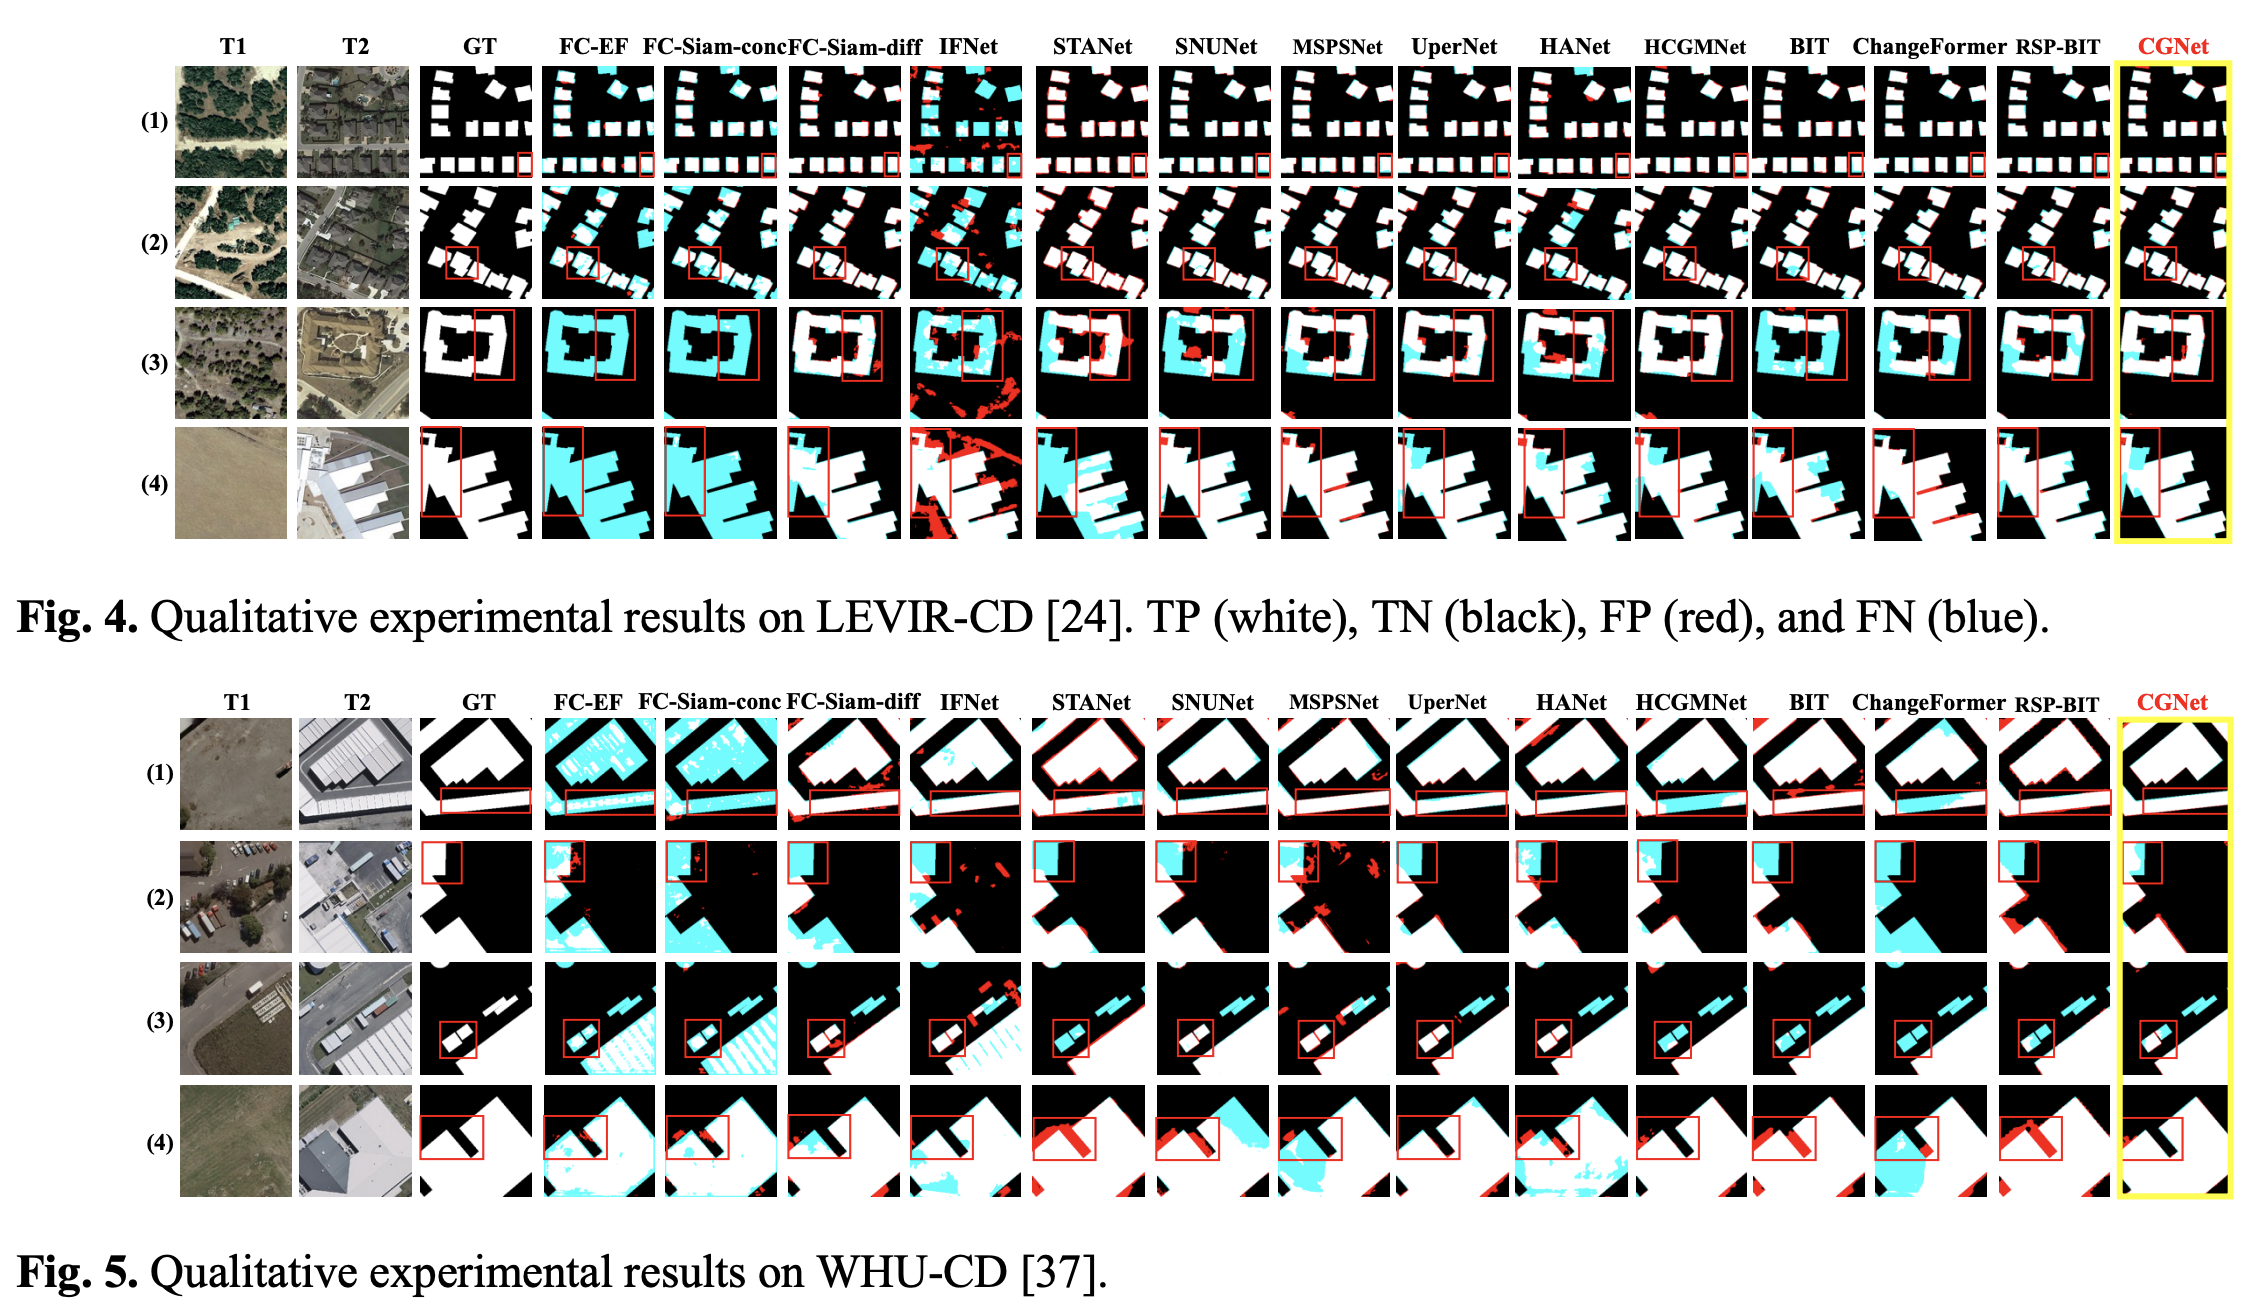 T1 T2 GT FC-EF FC-Siam-conc FC-Siam-diff IFNet STANet SNUNet MSPSNet UperNet HANet HCGMNet BIT ChangeFormer RSP-BIT CGNet
(1)
(2)
(3)
(4)
Fig. 4. Qualitative experimental results on LEVIR-CD [24]. TP (white), TN (black), FP (red), and FN (blue).
T1 T2 GT FC-EF FC-Siam-conc FC-Siam-diff IFNet STANet SNUNet MSPSNet UperNet HANet HCGMNet BIT ChangeFormer RSP-BIT CGNet
(1)
(2)
(3)
(4)
Fig. 5. Qualitative experimental results on WHU-CD [37].